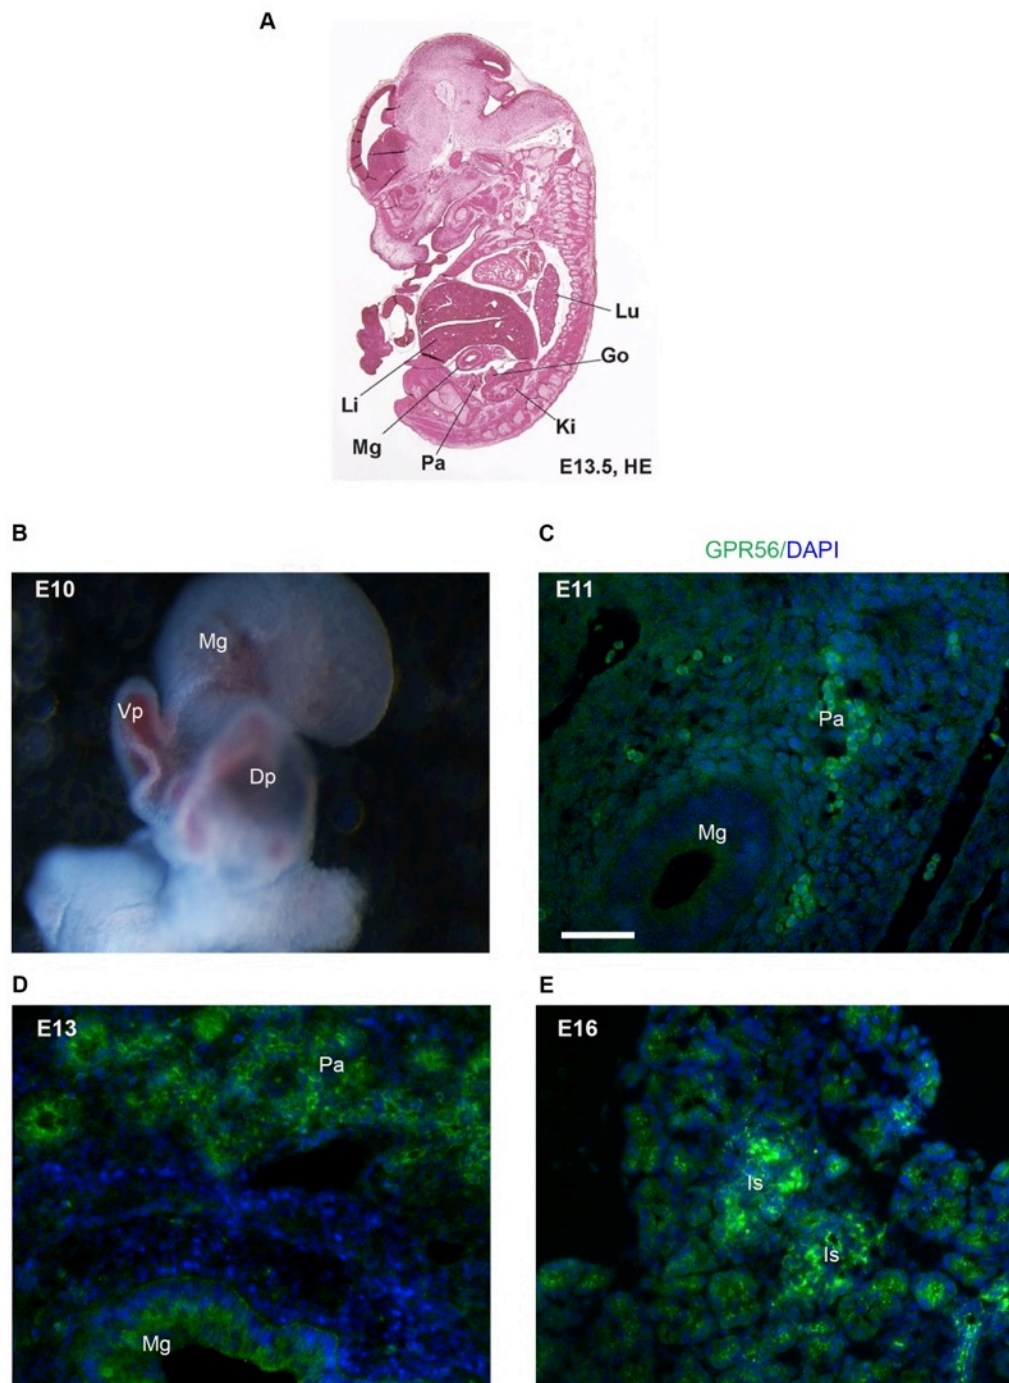 A
Lu
Go
Li
Ki
Mg
Pa
E13.5, HE
B
C
GPR56/DAPI
E10
Mg
Vp
Dp
E11
Pa
Mg
D
E
E13
Pa
Mg
E16
Is
Is